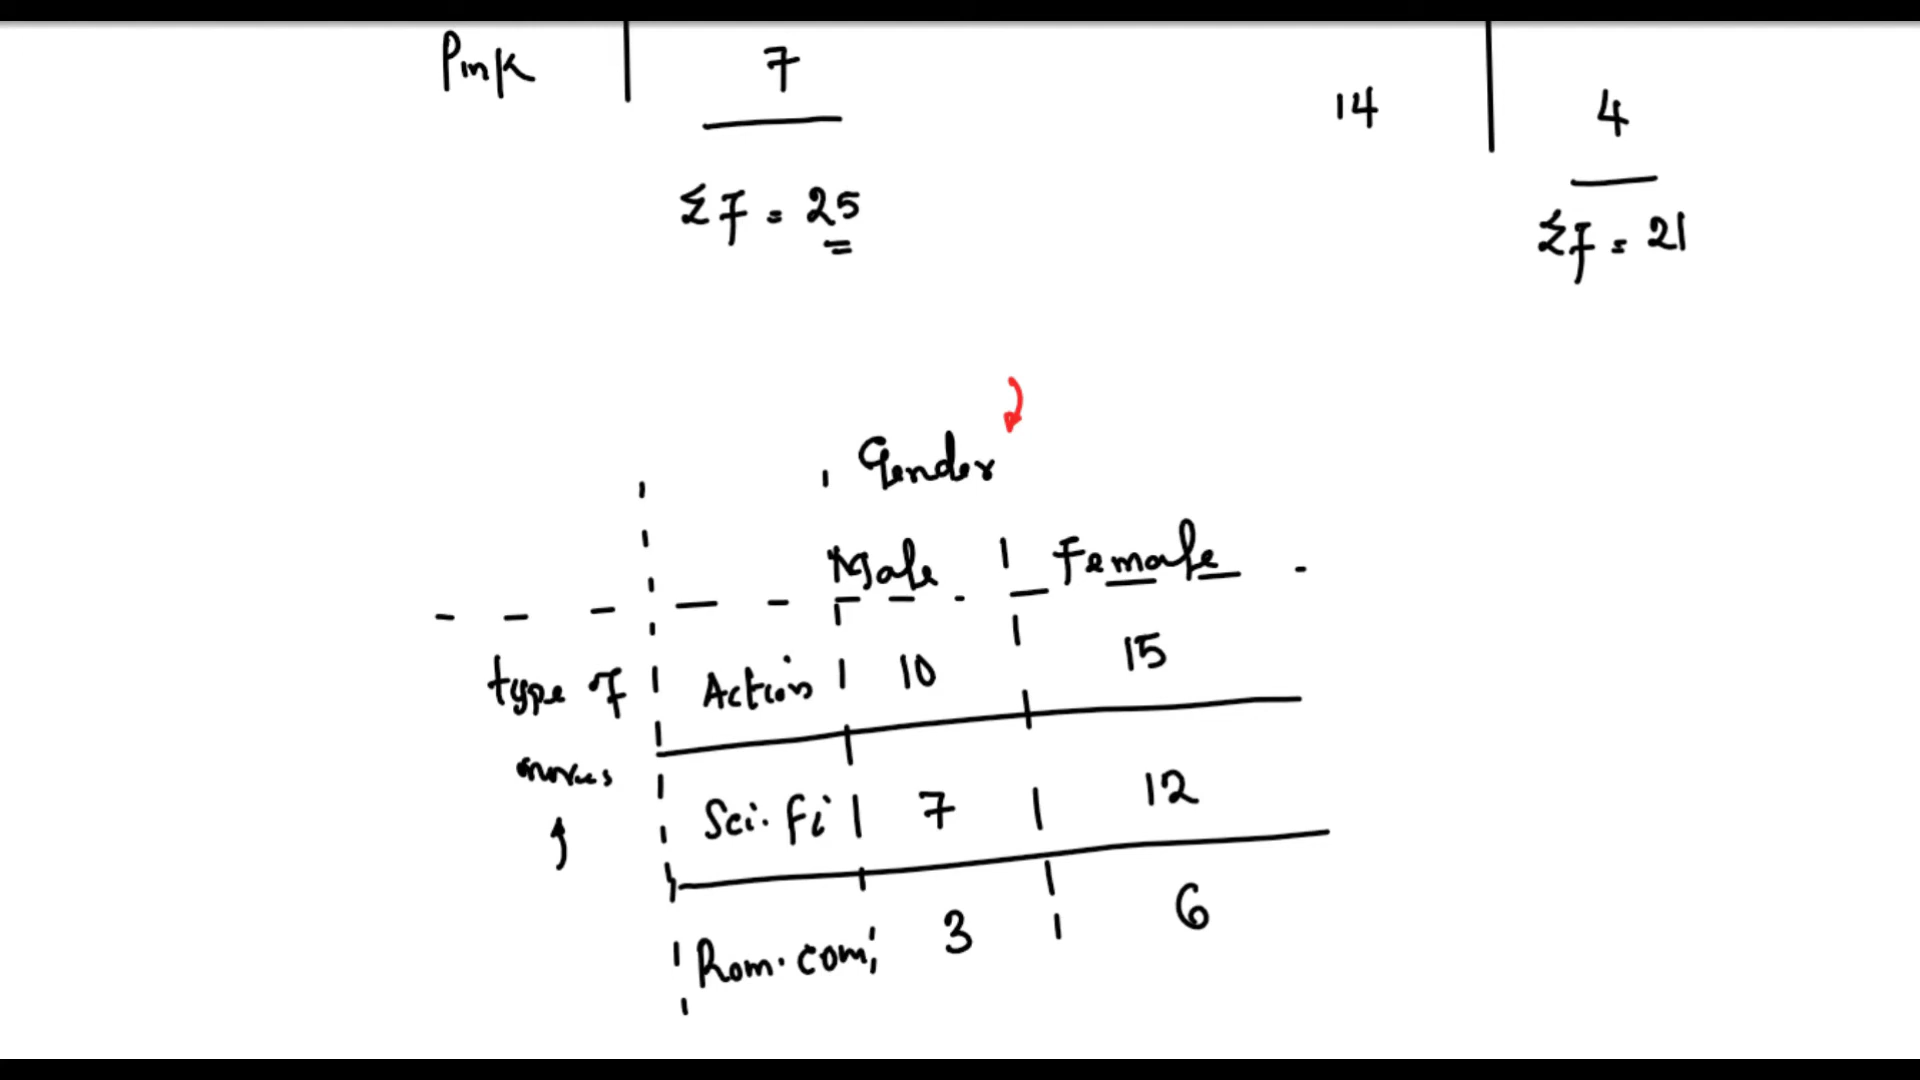 Pink 7
14 4
Σf = 25
Σf = 21
Gender
Male Female
type of Action 10 15
movies
Sci-Fi 7 12
Rom-com 3 6